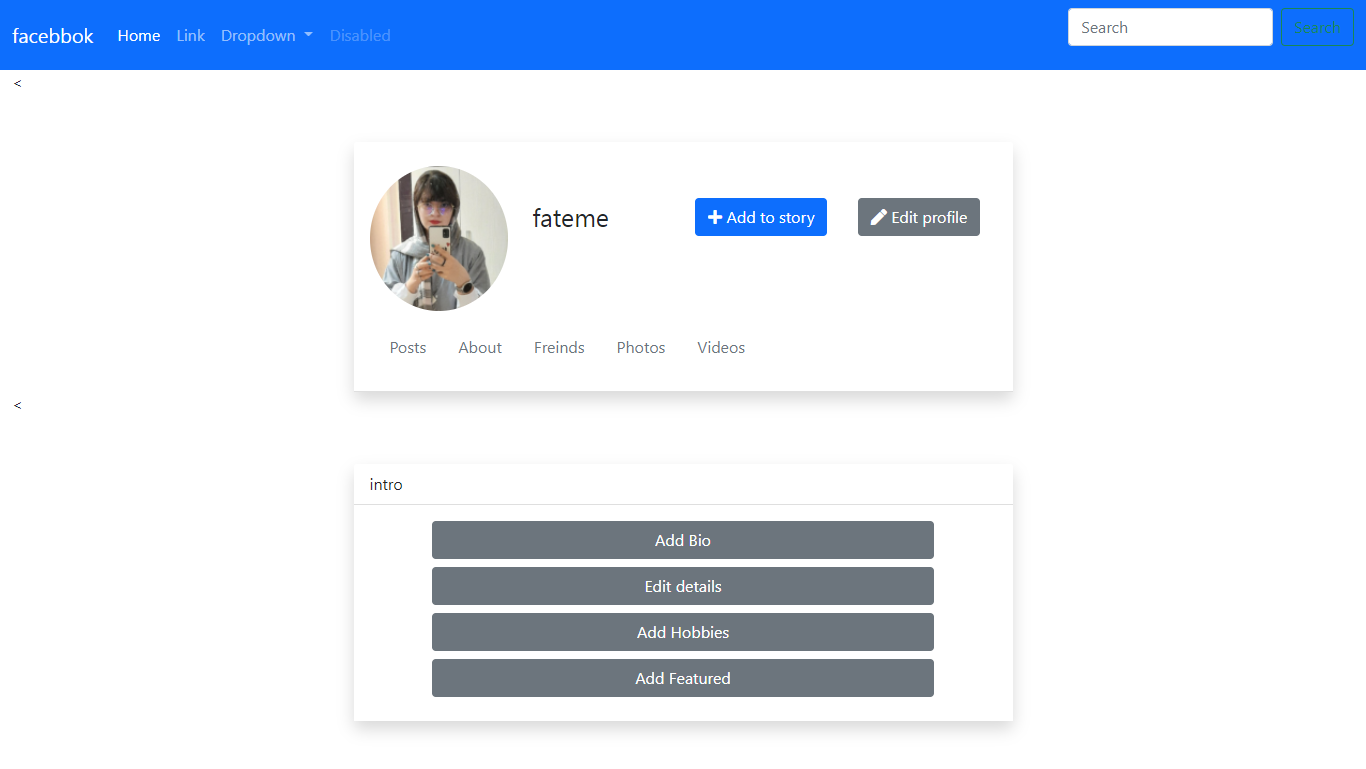 facebbok Home Link Dropdown Disabled Search Search
<
fateme + Add to story Edit profile
Posts About Freinds Photos Videos
<
intro
Add Bio
Edit details
Add Hobbies
Add Featured